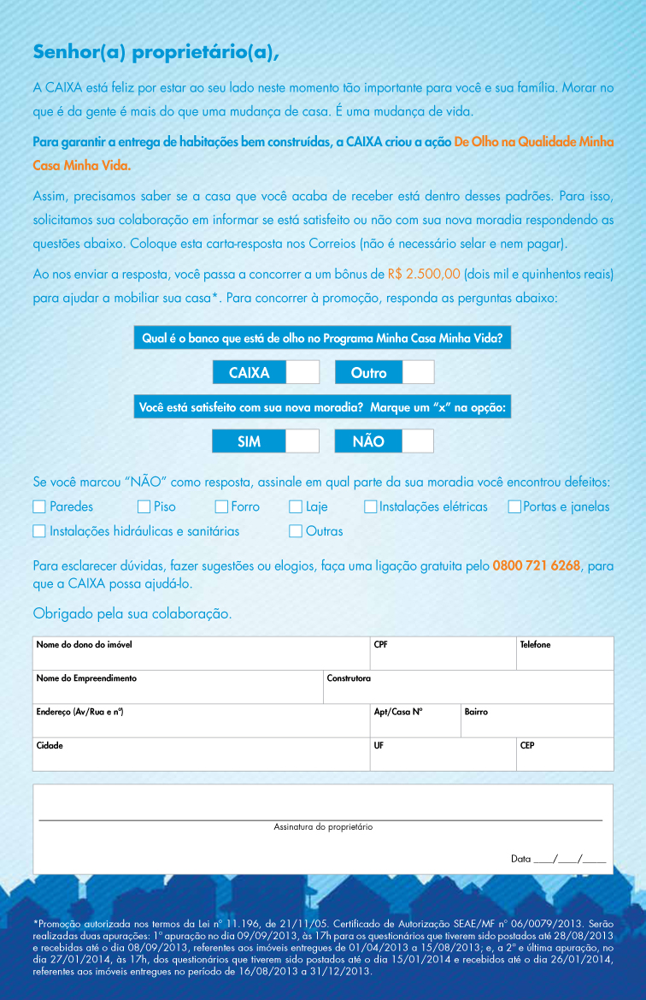 Senhor(a) proprietário(a),
A CAIXA está feliz por estar ao seu lado neste momento tão importante para você e sua família. Morar no
que é da gente é mais do que uma mudança de casa. É uma mudança de vida.
Para garantir a entrega de habitações bem construídas, a CAIXA criou a ação De Olho na Qualidade Minha
Casa Minha Vida.
Assim, precisamos saber se a casa que você acaba de receber está dentro desses padrões. Para isso,
solicitamos sua colaboração em informar se está satisfeito ou não com sua nova moradia respondendo as
questões abaixo. Coloque esta carta-resposta nos Correios (não é necessário selar e nem pagar).
Ao nos enviar a resposta, você passa a concorrer a um bônus de R$ 2.500,00 (dois mil e quinhentos reais)
para ajudar a mobiliar sua casa*. Para concorrer à promoção, responda as perguntas abaixo:
Qual é o banco que está de olho no Programa Minha Casa Minha Vida?
CAIXA Outro
Você está satisfeito com sua nova moradia? Marque um “x” na opção:
SIM NÃO
Se você marcou “NÃO” como resposta, assinale em qual parte da sua moradia você encontrou defeitos:
Paredes Piso Forro Laje Instalações elétricas Portas e janelas
Instalações hidráulicas e sanitárias Outras
Para esclarecer dúvidas, fazer sugestões ou elogios, faça uma ligação gratuita pelo 0800 721 6268, para
que a CAIXA possa ajudá-lo.
Obrigado pela sua colaboração.
Nome do dono do imóvel CPF Telefone
Nome do Empreendimento Construtora
Endereço (Av/Rua e nº) Apt/Casa Nº Bairro
Cidade UF CEP
Assinatura do proprietário
Data ____/____/_____
*Promoção autorizada nos termos da Lei nº 11.196, de 21/11/05. Certificado de Autorização SEAE/MF nº 06/0079/2013. Serão
realizadas duas apurações: 1ª apuração no dia 09/09/2013, às 17h para os questionários que tiverem sido postados até 28/08/2013
e recebidas até o dia 08/09/2013, referentes aos imóveis entregues de 01/04/2013 a 15/08/2013; e, a 2ª e última apuração, no
dia 27/01/2014, às 17h, dos questionários que tiverem sido postados até o dia 15/01/2014 e recebidos até o dia 26/01/2014,
referentes aos imóveis entregues no período de 16/08/2013 a 31/12/2013.